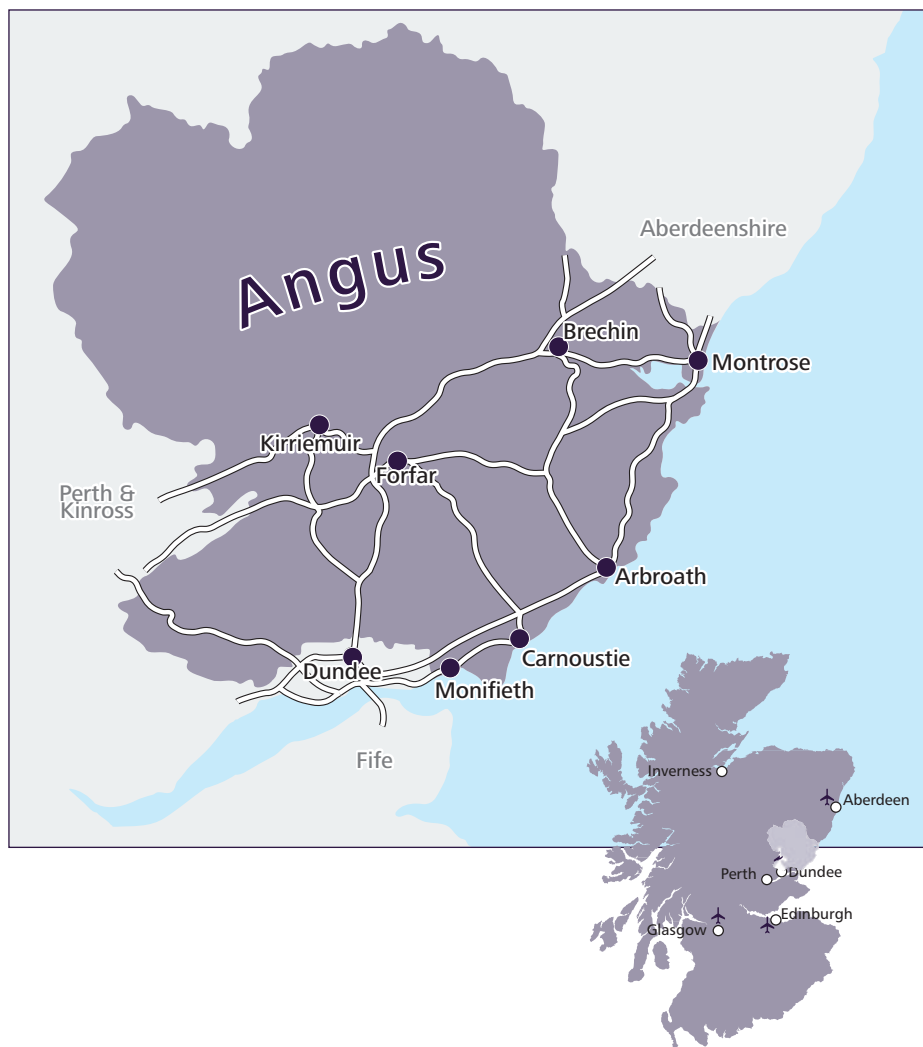 Aberdeenshire
Angus
Brechin
Montrose
Kirriemuir
Forfar
Perth &
Kinross
Arbroath
Carnoustie
Dundee
Monifieth
Fife
Inverness
Aberdeen
Perth
Dundee
Edinburgh
Glasgow